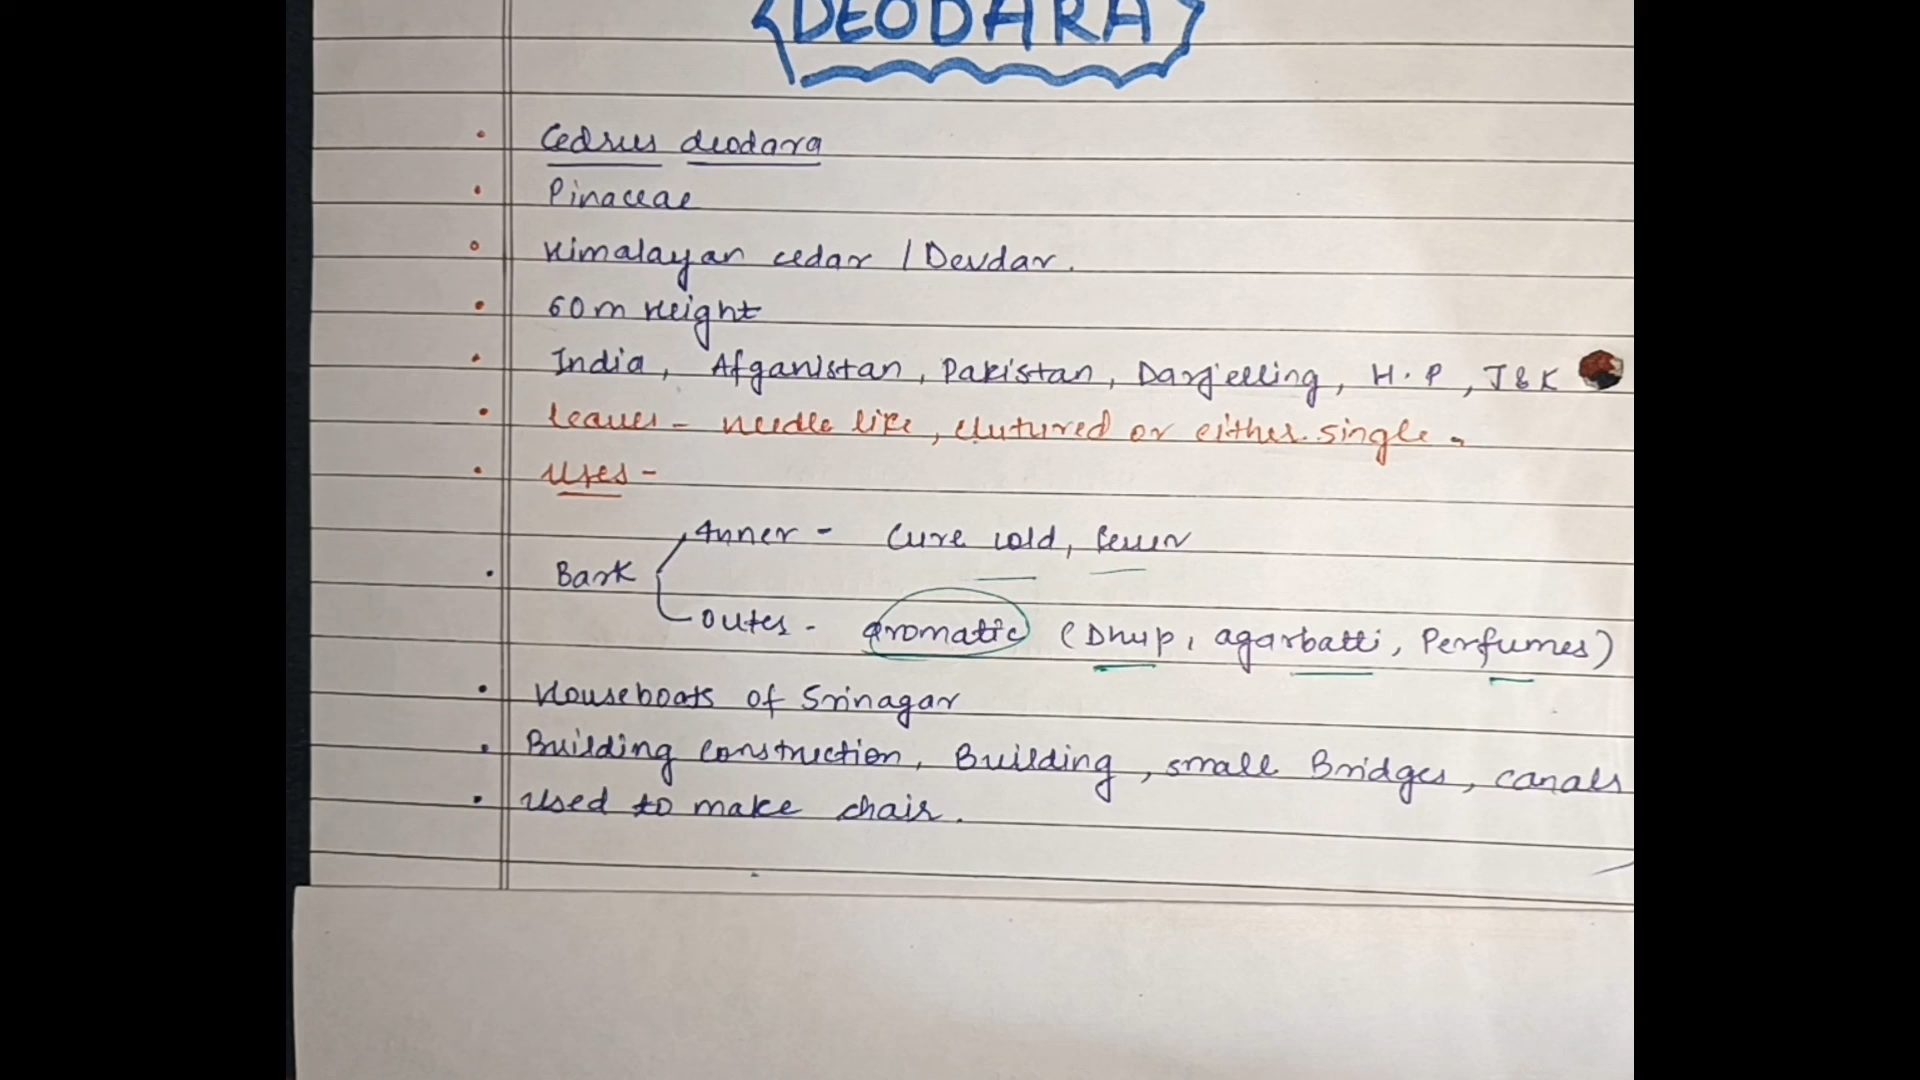 DEODARA
Cedrus deodara
Pinaceae
Himalayan cedar / Devdar.
60m Height
India, Afganistan, Pakistan, Darjelling, H.P, J&K
leaves - needle like, clutured or either single.
Uses -
Inner - Cure cold, fever
Bark
Outer - aromatic (Dhup, agarbatti, Perfumes)
Houseboats of Srinagar
Building construction, Building, small Bridges, canals
Used to make chair.